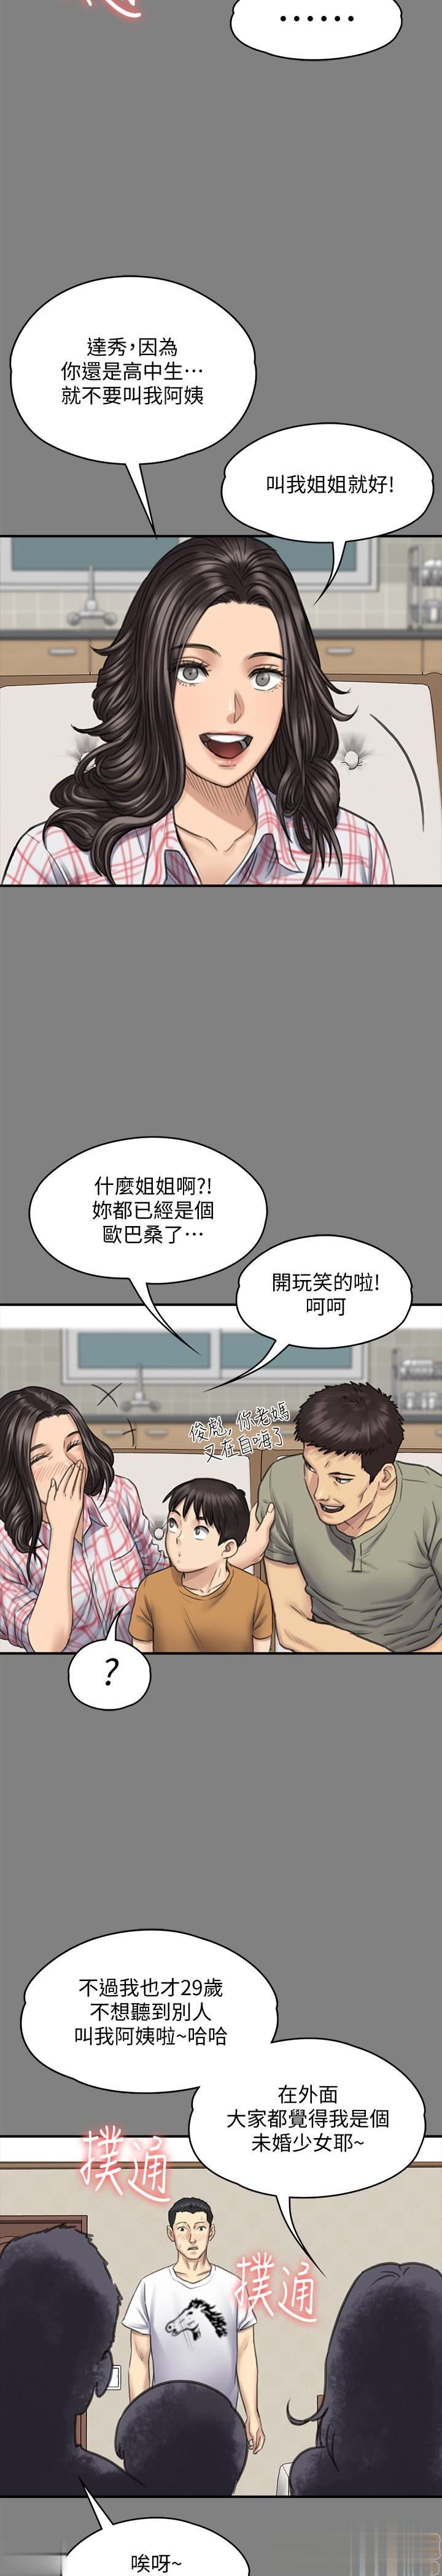 ······
達秀，因為
你還是高中生…
就不要叫我阿姨
叫我姐姐就好!
什麼姐姐啊?!
妳都已經是個
歐巴桑了…
開玩笑的啦!
呵呵
俊彪, 你老媽
又在自嗨了
?
不過我也才29歲
不想聽到別人
叫我阿姨啦~哈哈
在外面
大家都覺得我是個
未婚少女耶~
撲通
撲通
唉呀~